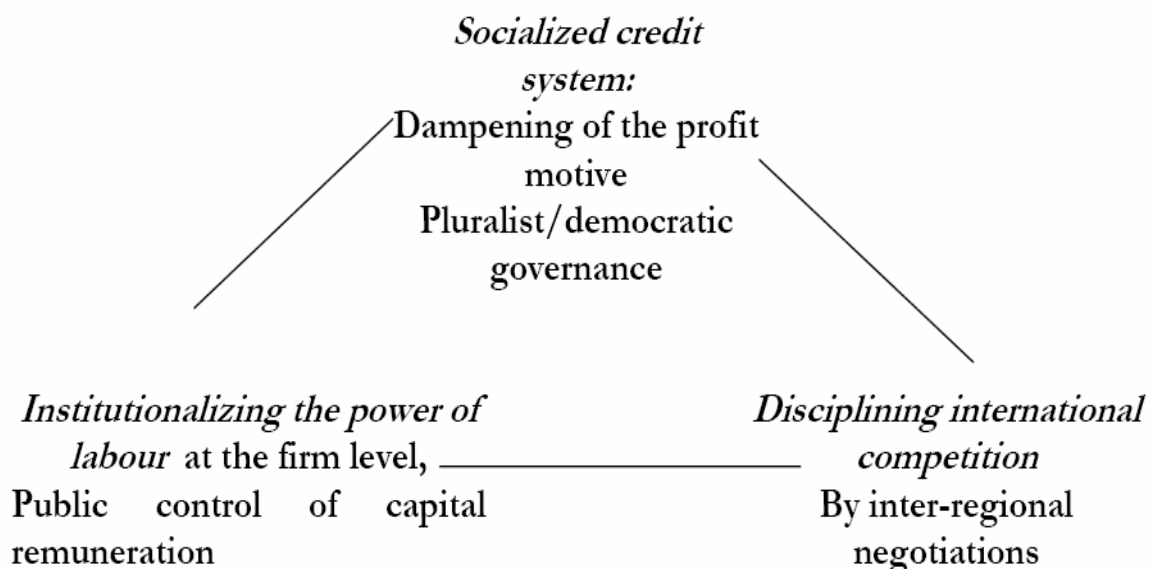 Socialized credit
system:
Dampening of the profit
motive
Pluralist/democratic
governance
Institutionalizing the power of
labour at the firm level,
Public control of capital
remuneration
Disciplining international
competition
By inter-regional
negotiations